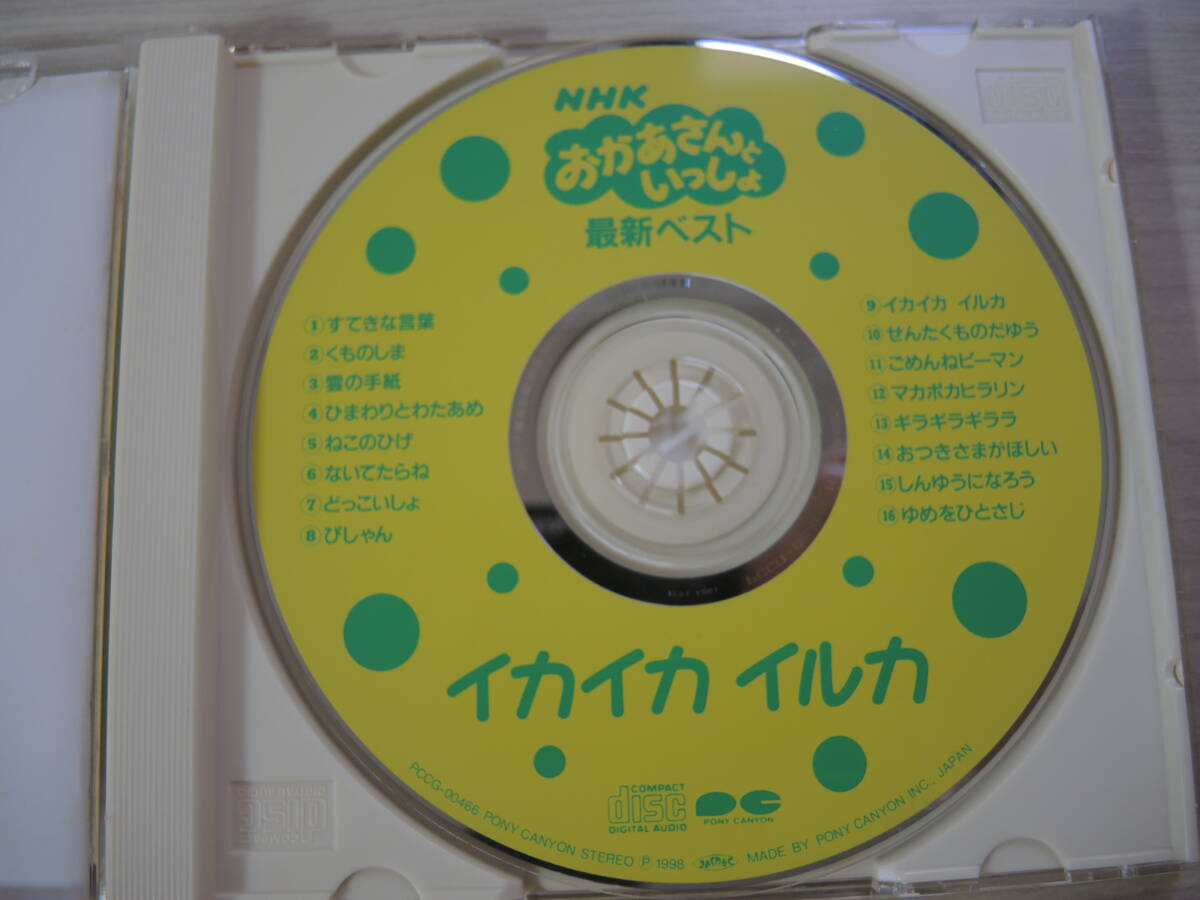 NHK
おかあさんと
いっしょ
最新ベスト
①すてきな言葉
②くものしま
③雲の手紙
④ひまわりとわたあめ
⑤ねこのひげ
⑥ないてたらね
⑦どっこいしょ
⑧びしゃん
⑨イカイカ イルカ
⑩せんたくものだゆう
⑪ごめんねピーマン
⑫マカポカヒラリン
⑬ギラギラギララ
⑭おつきさまがほしい
⑮しんゆうになろう
⑯ゆめをひとさじ
イカイカ イルカ
COMPACT
disc
DIGITAL AUDIO
PONY CANYON
PCCG-00466 PONY CANYON STEREO Ⓟ 1998 JASRAC MADE BY PONY CANYON INC., JAPAN